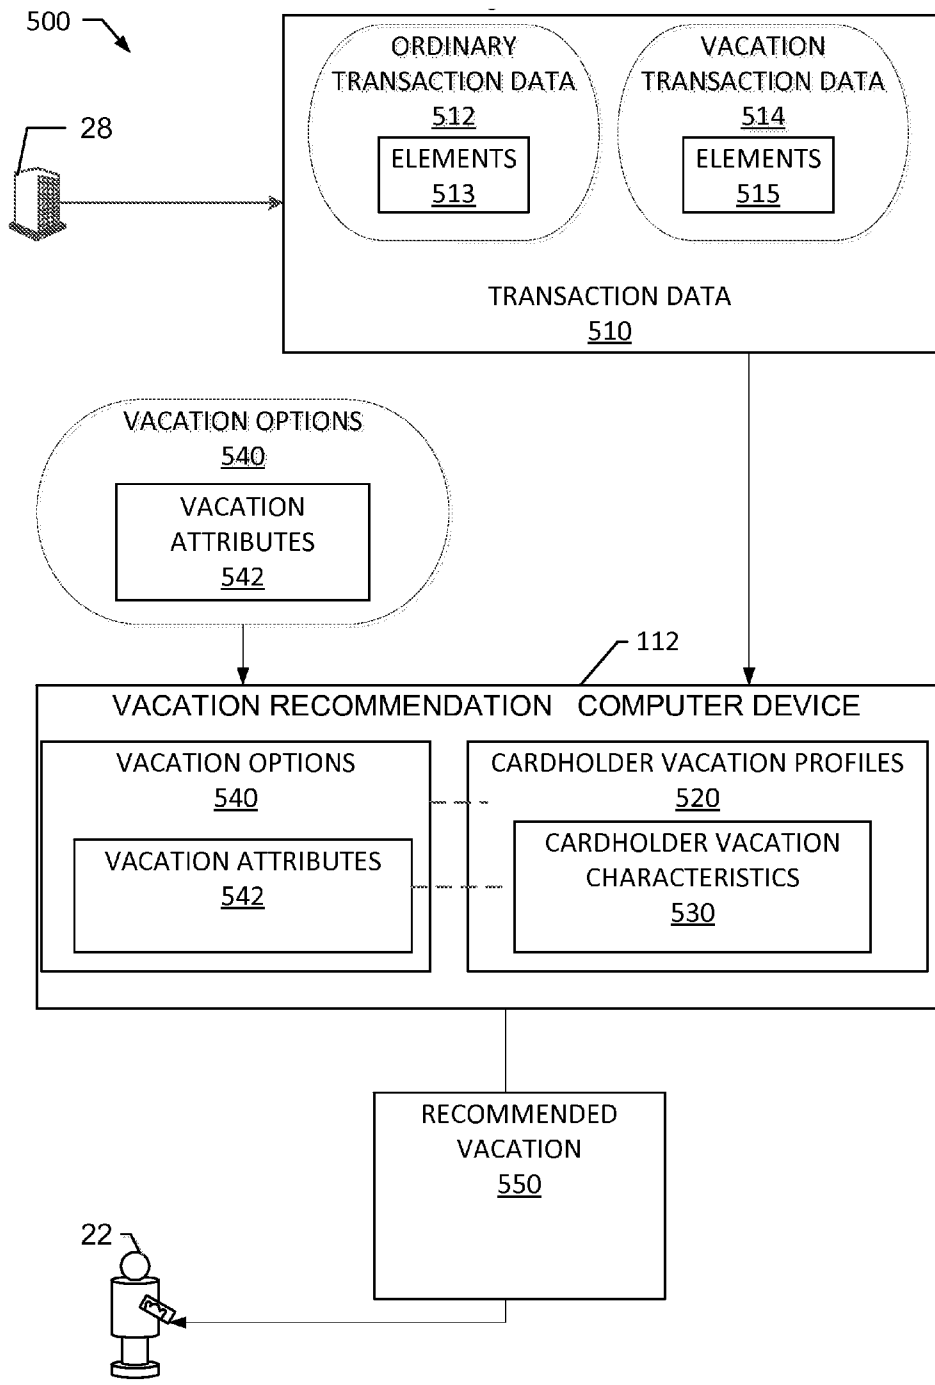 500
28
ORDINARY
TRANSACTION DATA
512
ELEMENTS
513
VACATION
TRANSACTION DATA
514
ELEMENTS
515
TRANSACTION DATA
510
VACATION OPTIONS
540
VACATION
ATTRIBUTES
542
112
VACATION RECOMMENDATION COMPUTER DEVICE
VACATION OPTIONS
540
VACATION ATTRIBUTES
542
CARDHOLDER VACATION PROFILES
520
CARDHOLDER VACATION
CHARACTERISTICS
530
RECOMMENDED
VACATION
550
22